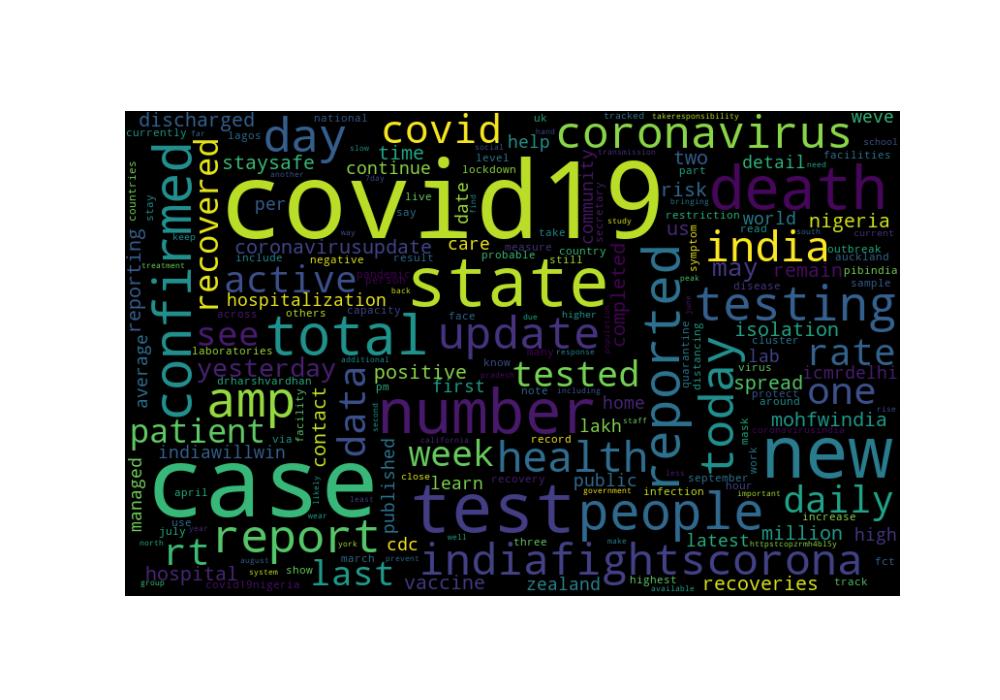 discharged
national
day
covid
uk
tracked
takeresponsibility
weve
currently
far
lagos
time
help
coronavirus
hand
school
staysafe
slow
social
level
two
detail
facilities
continue
lockdown
part
need
another
7day
live
date
risk
death
per
say
find
take
restriction
world
nigeria
covid19
us
read
south
current
way
coronavirusupdate
care
measure
country
india
outbreak
auckland
include
negative
result
probable
still
study
treatment
pandemic
person
active
state
may
remain
pibindia
back
peak
disease
sample
hospitalization
others
capacity
face
due
higher
testing
across
see
total
update
many
response
isolation
cluster
laboratories
additional
know
lab
rate
yesterday
positive
tested
virus
icmrdelhi
drharshvardhan
pm
first
note
including
spread
one
protect
amp
number
home
around
rise
lakh
staff
mohfwindia
patient
california
record
coronavirusindia
via
indiawillwin
week
health
new
case
close
learn
recovery
public
less
september
hour
april
least
government
infection
important
daily
use
wear
test
people
increase
july
year
report
million
high
rt
york
cdc
well
three
make
latest
httpstcopzrmh4bl5y
north
august
march
prevent
indiafightscorona
fct
hospital
system
show
last
vaccine
zealand
highest
recoveries
track
group
covid19nigeria
available
countries
stay
keep
reporting
average
managed
confirmed
recovered
facility
contact
likely
data
second
published
community
secretary
transmission
completed
population
reported
symptom
june
quarantine
distancing
today
mask
work